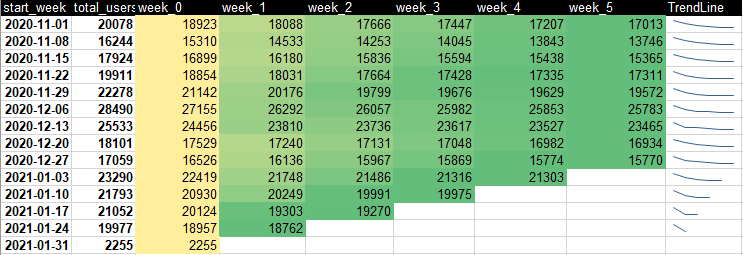 start_week total_users week_0 week_1 week_2 week_3 week_4 week_5 TrendLine
2020-11-01 20078 18923 18088 17666 17447 17207 17013
2020-11-08 16244 15310 14533 14253 14045 13843 13746
2020-11-15 17924 16899 16180 15836 15594 15438 15365
2020-11-22 19911 18854 18031 17664 17428 17335 17311
2020-11-29 22278 21142 20176 19799 19676 19629 19572
2020-12-06 28490 27155 26292 26057 25982 25853 25783
2020-12-13 25533 24456 23810 23736 23617 23527 23465
2020-12-20 18101 17529 17240 17131 17048 16982 16934
2020-12-27 17059 16526 16136 15967 15869 15774 15770
2021-01-03 23290 22419 21748 21486 21316 21303
2021-01-10 21793 20930 20249 19991 19975
2021-01-17 21052 20124 19303 19270
2021-01-24 19977 18957 18762
2021-01-31 2255 2255